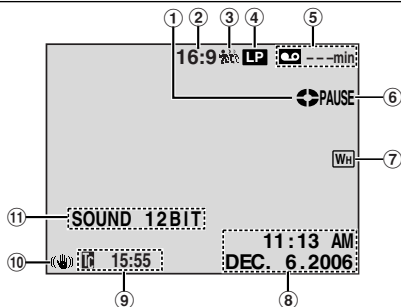 ① ② ③ ④ ⑤
16:9 LP ---min
PAUSE ⑥
WH ⑦
⑪ SOUND 12BIT
11:13 AM
⑩ 15:55 DEC. 6.2006
⑨ ⑧